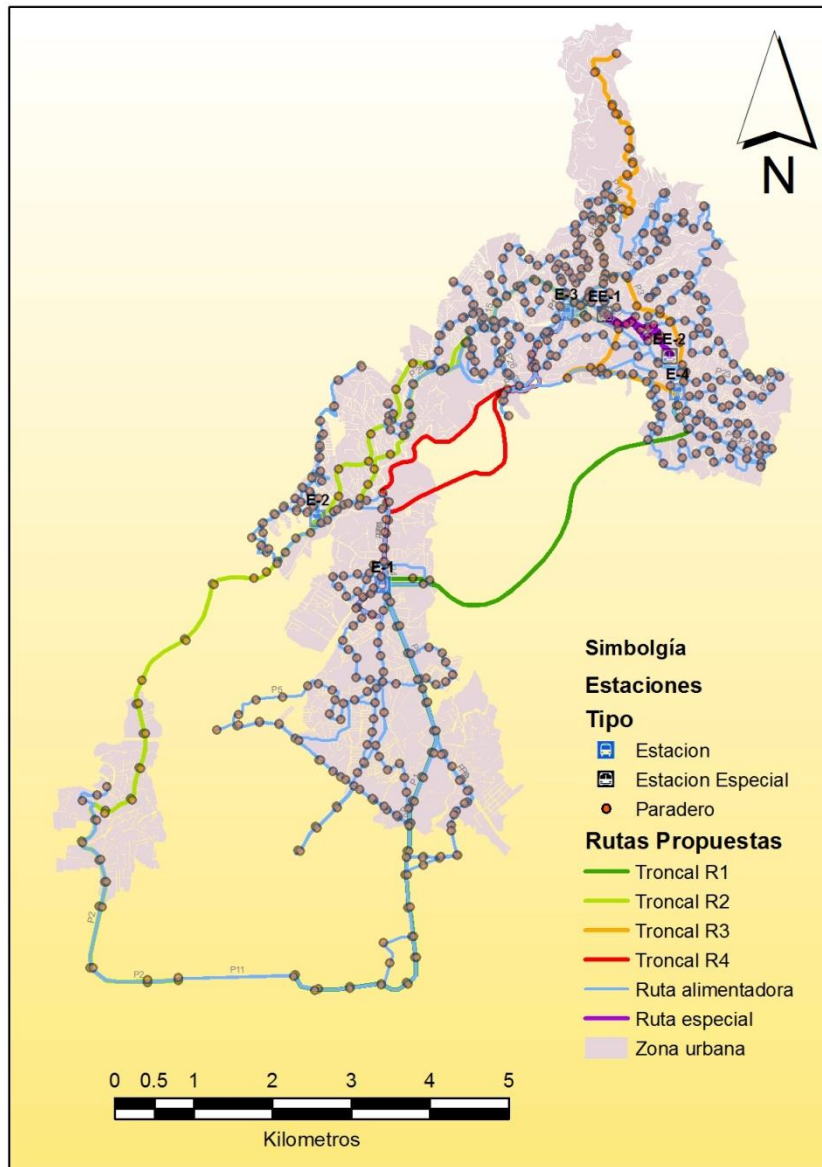 N
E-3
EE-1
EE-2
E-4
E-2
E-1
P5
P2
P2
P11
Simbolgía
Estaciones
Tipo
Estacion
Estacion Especial
Paradero
Rutas Propuestas
Troncal R1
Troncal R2
Troncal R3
Troncal R4
Ruta alimentadora
Ruta especial
Zona urbana
0 0.5 1 2 3 4 5
Kilometros